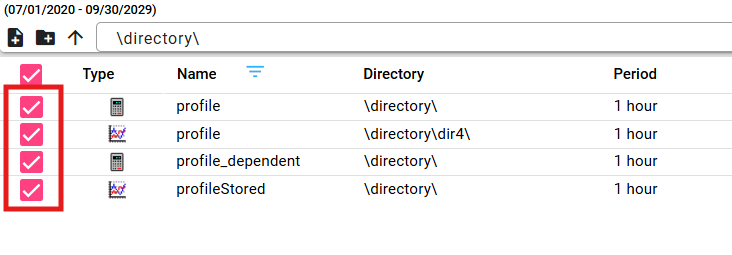 (07/01/2020 - 09/30/2029)
\directory\
Type Name Directory Period
profile \directory\ 1 hour
profile \directory\dir4\ 1 hour
profile_dependent \directory\ 1 hour
profileStored \directory\ 1 hour